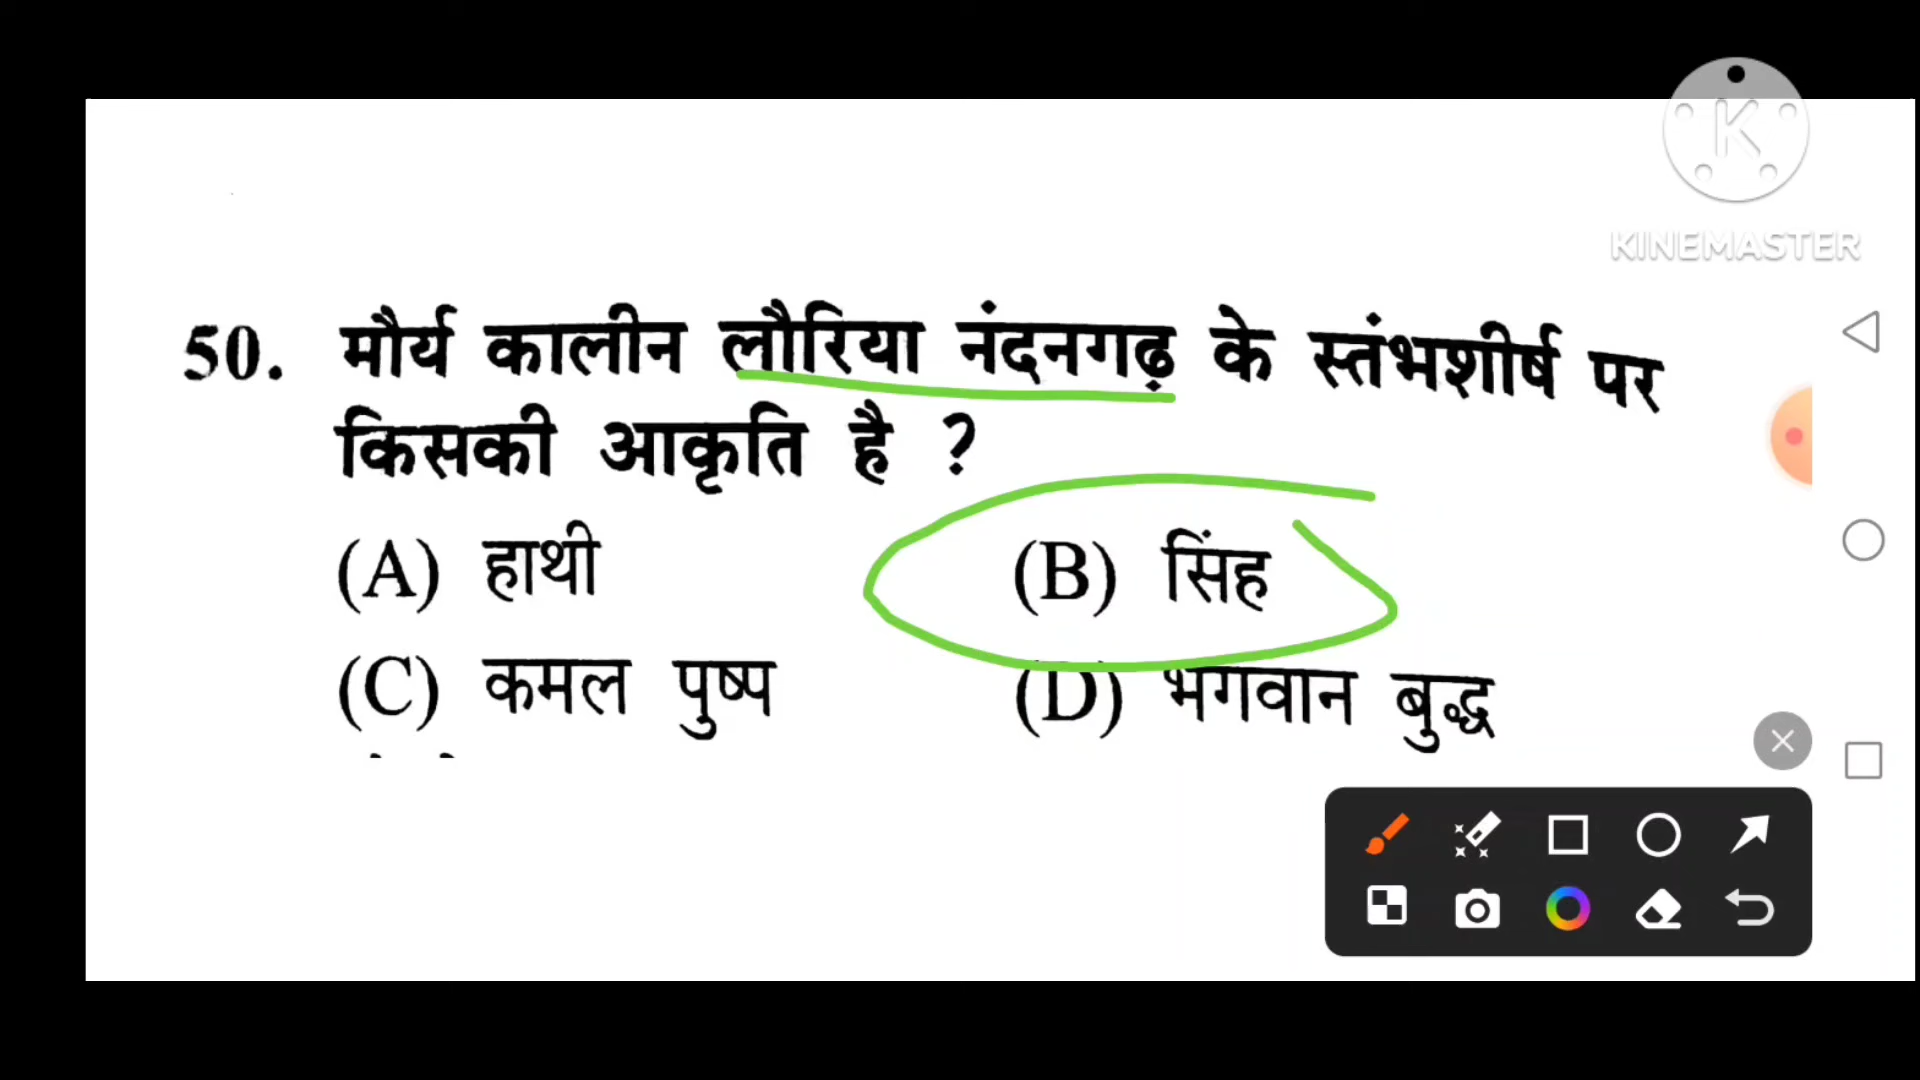 KINEMASTER
50. मौर्य कालीन लौरिया नंदनगढ़ के स्तंभशीर्ष पर
किसकी आकृति है ?
(A) हाथी (B) सिंह
(C) कमल पुष्प (D) भगवान बुद्ध